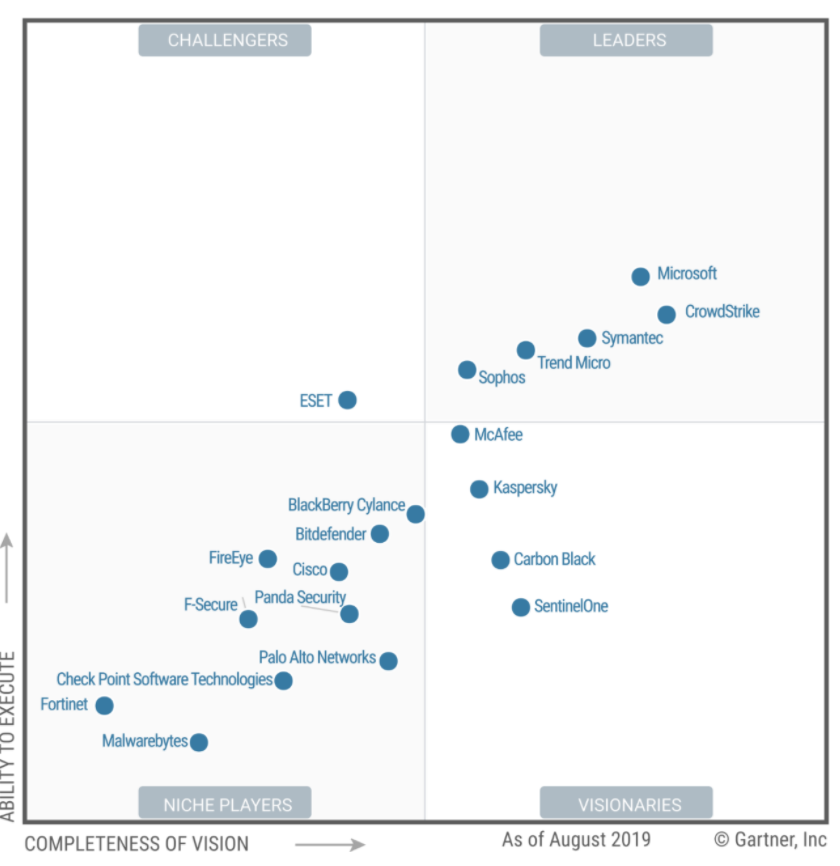 CHALLENGERS
LEADERS
Microsoft
CrowdStrike
Symantec
Trend Micro
Sophos
ESET
McAfee
Kaspersky
BlackBerry Cylance
Bitdefender
FireEye
Cisco
Carbon Black
Panda Security
F-Secure
SentinelOne
Palo Alto Networks
Check Point Software Technologies
Fortinet
Malwarebytes
NICHE PLAYERS
VISIONARIES
ABILITY TO EXECUTE
COMPLETENESS OF VISION
As of August 2019
© Gartner, Inc